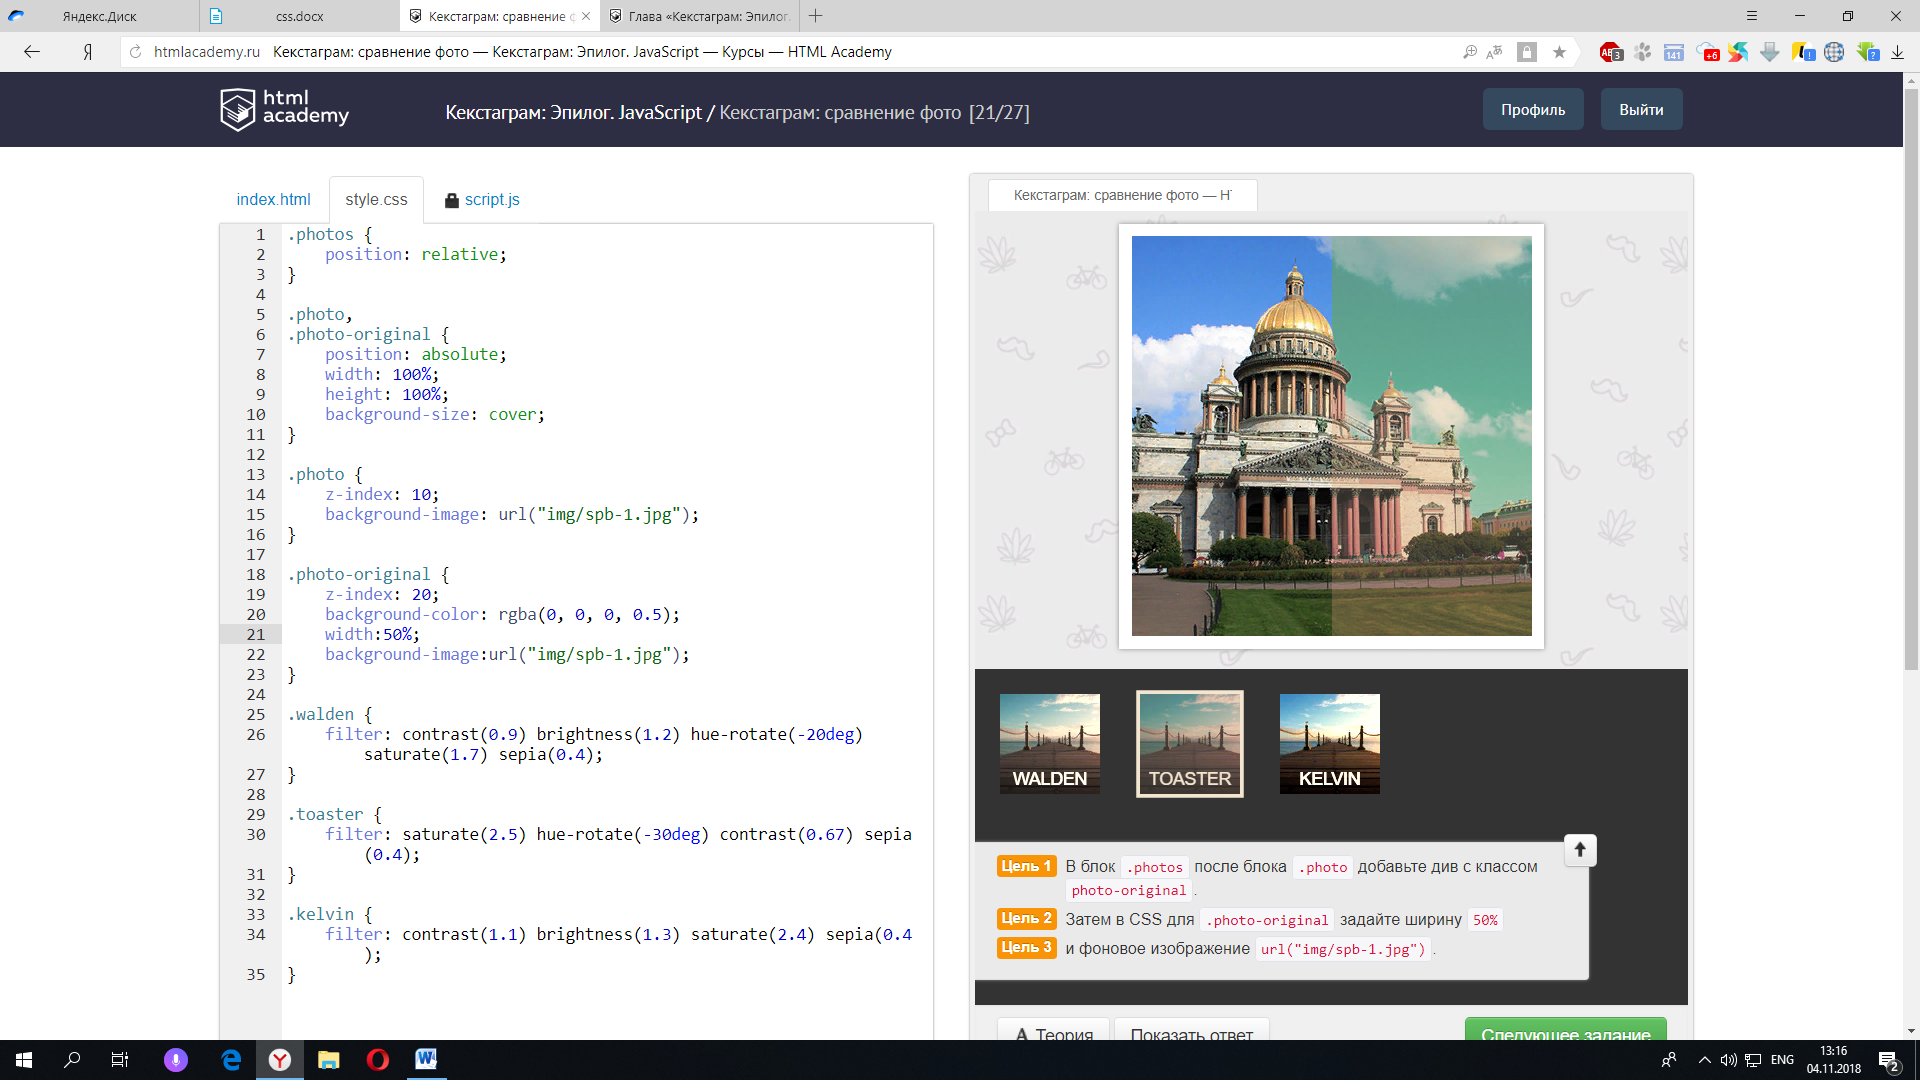 Яндекс.Диск
css.docx
Кекстаграм: сравнение ф
Глава «Кекстаграм: Эпилог.
Я
htmlacademy.ru Кекстаграм: сравнение фото — Кекстаграм: Эпилог. JavaScript — Курсы — HTML Academy
3
141
+6
!
?
html
academy
Кекстаграм: Эпилог. JavaScript / Кекстаграм: сравнение фото [21/27]
Профиль
Выйти
index.html
style.css
script.js
1 .photos {
2 position: relative;
3 }
4
5 .photo,
6 .photo-original {
7 position: absolute;
8 width: 100%;
9 height: 100%;
10 background-size: cover;
11 }
12
13 .photo {
14 z-index: 10;
15 background-image: url("img/spb-1.jpg");
16 }
17
18 .photo-original {
19 z-index: 20;
20 background-color: rgba(0, 0, 0, 0.5);
21 width:50%;
22 background-image:url("img/spb-1.jpg");
23 }
24
25 .walden {
26 filter: contrast(0.9) brightness(1.2) hue-rotate(-20deg)
saturate(1.7) sepia(0.4);
27 }
28
29 .toaster {
30 filter: saturate(2.5) hue-rotate(-30deg) contrast(0.67) sepia
(0.4);
31 }
32
33 .kelvin {
34 filter: contrast(1.1) brightness(1.3) saturate(2.4) sepia(0.4
);
35 }
Кекстаграм: сравнение фото — HT
WALDEN
TOASTER
KELVIN
Цель 1 В блок .photos после блока .photo добавьте див с классом
photo-original .
Цель 2 Затем в CSS для .photo-original задайте ширину 50%
Цель 3 и фоновое изображение url("img/spb-1.jpg") .
Теория
Показать ответ
Следующее задание
ENG
13:16
04.11.2018
2